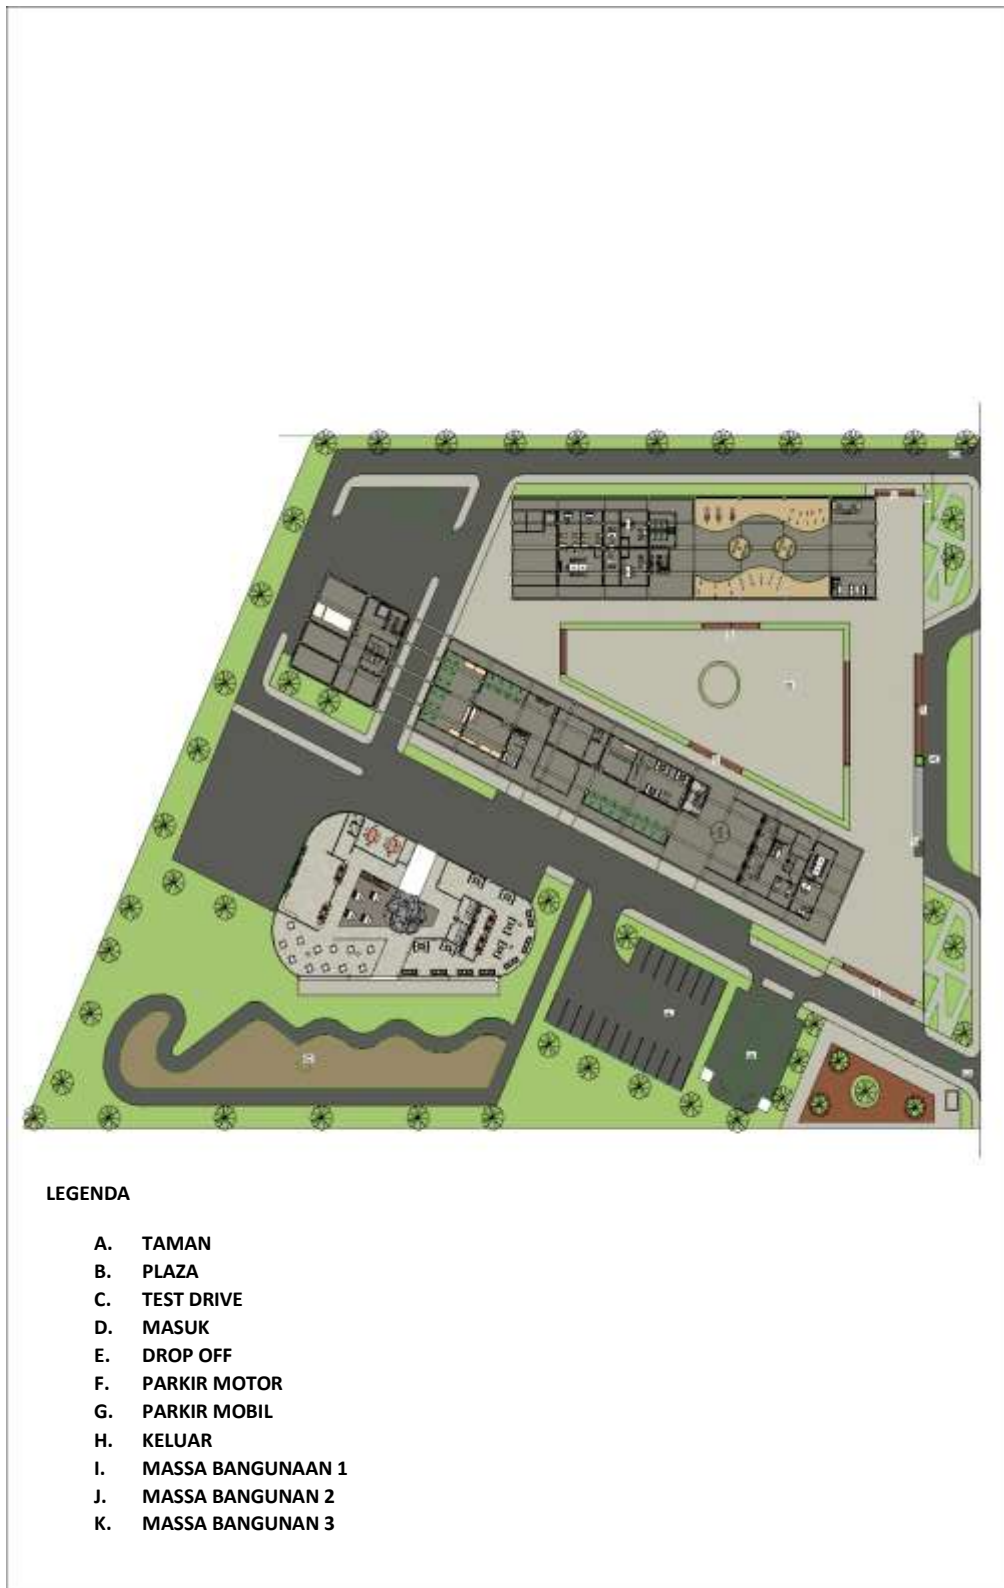 LEGENDA
A. TAMAN
B. PLAZA
C. TEST DRIVE
D. MASUK
E. DROP OFF
F. PARKIR MOTOR
G. PARKIR MOBIL
H. KELUAR
I. MASSA BANGUNAAN 1
J. MASSA BANGUNAN 2
K. MASSA BANGUNAN 3